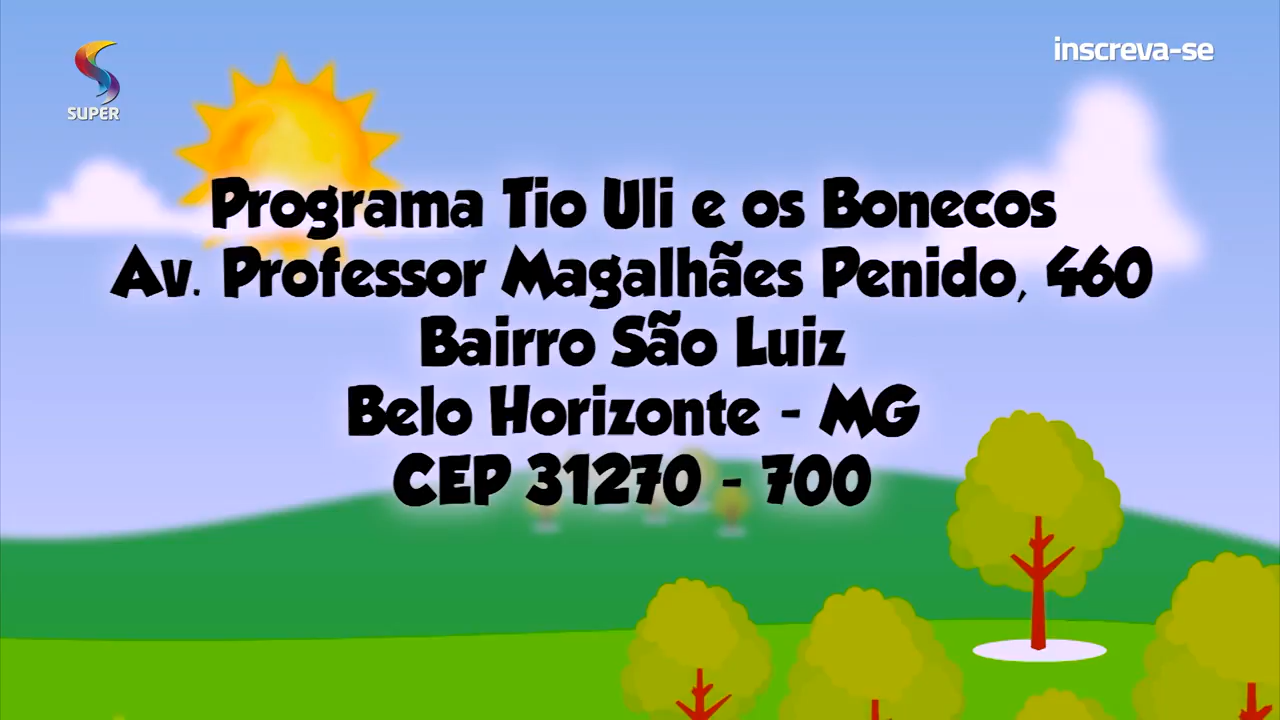 SUPER
inscreva-se
Programa Tio Uli e os Bonecos
Av. Professor Magalhães Penido, 460
Bairro São Luiz
Belo Horizonte - MG
CEP 31270 - 700